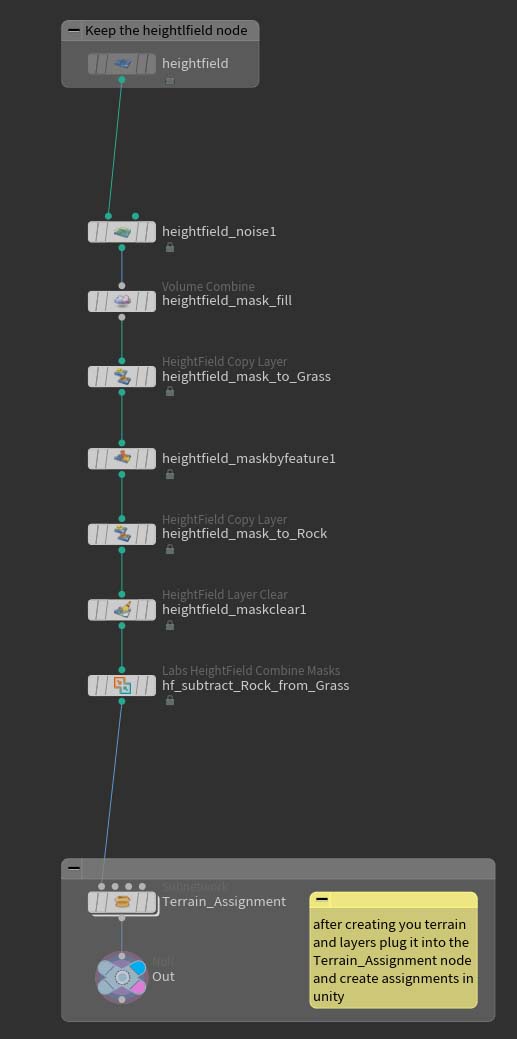 Keep the heightlfield node
heightfield
heightfield_noise1
Volume Combine
heightfield_mask_fill
HeightField Copy Layer
heightfield_mask_to_Grass
heightfield_maskbyfeature1
HeightField Copy Layer
heightfield_mask_to_Rock
HeightField Layer Clear
heightfield_maskclear1
Labs HeightField Combine Masks
hf_subtract_Rock_from_Grass
Subnetwork
Terrain_Assignment
Null
Out
after creating you terrain
and layers plug it into the
Terrain_Assignment node
and create assignments in
unity